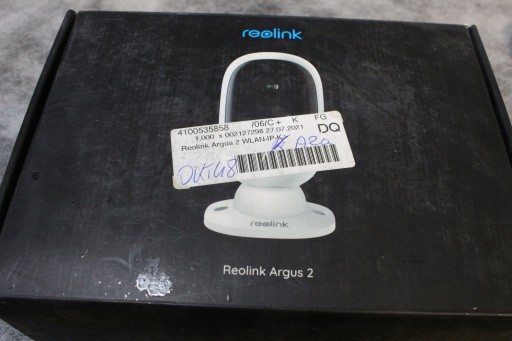 reolink
4100535858 /06/C+ K FG
1,000 x 002127298 27.07.2021 DQ
Reolink Argus 2 WLAN-IP-K
reolink
Reolink Argus 2